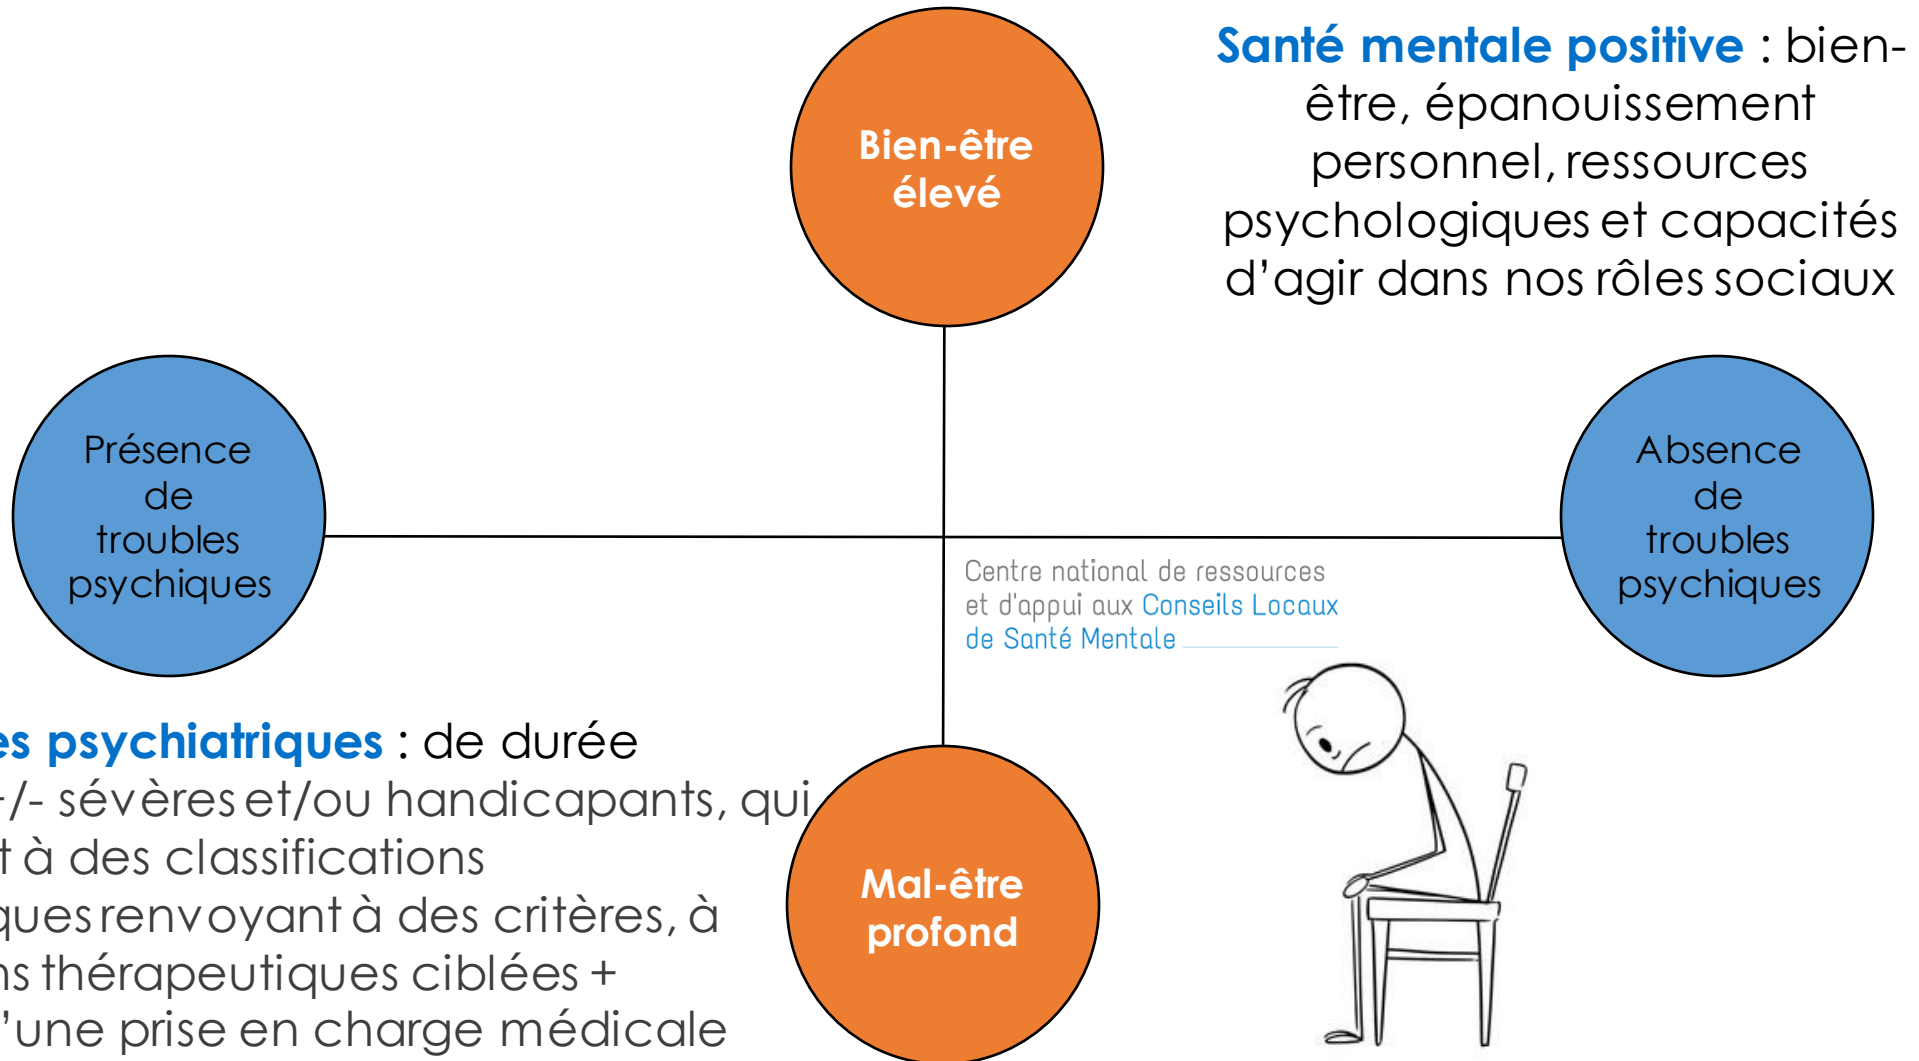 Bien-être
élevé
Santé mentale positive : bien-
être, épanouissement
personnel, ressources
psychologiques et capacités
d’agir dans nos rôles sociaux
Présence
de
troubles
psychiques
Absence
de
troubles
psychiques
Centre national de ressources
et d'appui aux Conseils Locaux
de Santé Mentale
psychiatriques : de durée
+/- sévères et/ou handicapants, qui
à des classifications
renvoyant à des critères, à
thérapeutiques ciblées +
d’une prise en charge médicale
Mal-être
profond